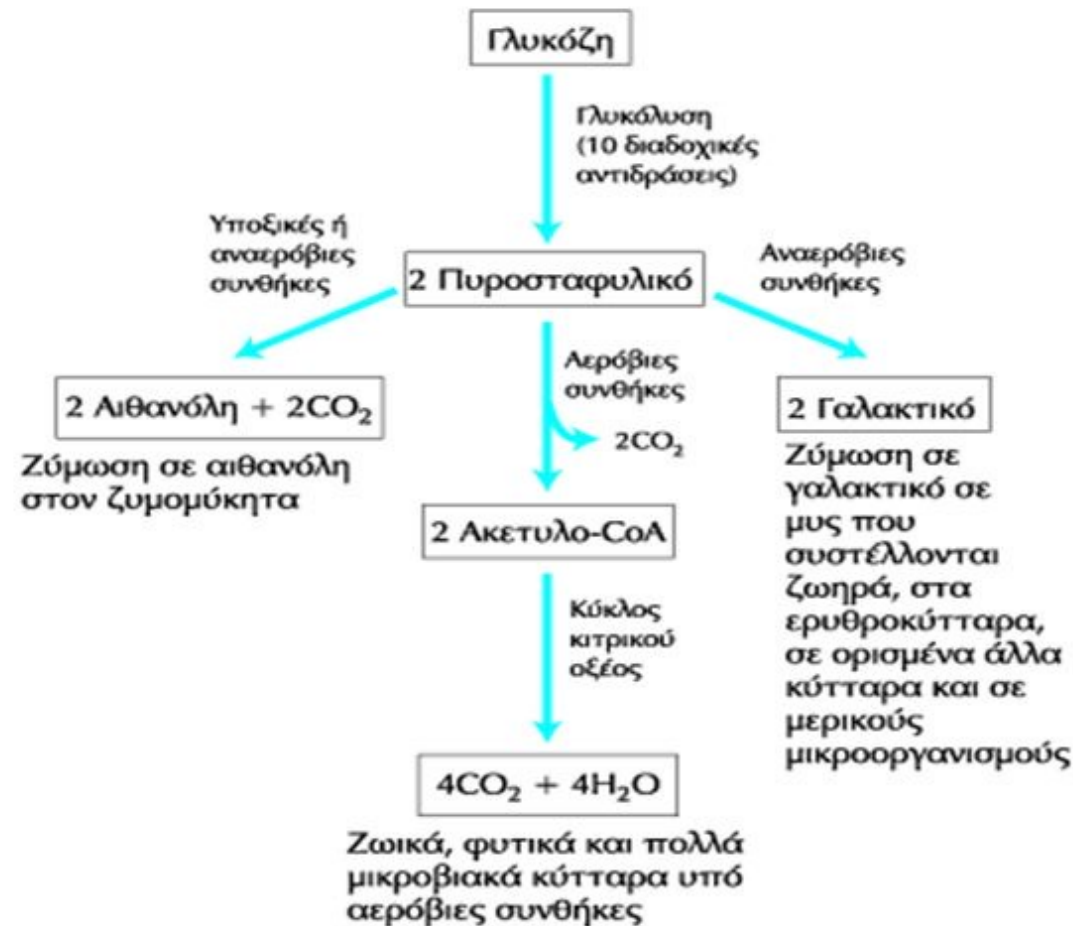 Γλυκόζη
Γλυκόλυση
(10 διαδοχικές
αντιδράσεις)
Υποξικές ή
αναερόβιες
συνθήκες
2 Πυροσταφυλικό
Αναερόβιες
συνθήκες
2 Αιθανόλη + 2CO₂
Ζύμωση σε αιθανόλη
στον ζυμομύκητα
Αερόβιες
συνθήκες
2CO₂
2 Γαλακτικό
Ζύμωση σε
γαλακτικό σε
μυς που
συστέλλονται
ζωηρά, στα
ερυθροκύτταρα,
σε ορισμένα άλλα
κύτταρα και σε
μερικούς
μικροοργανισμούς
2 Ακετυλο-CoA
Κύκλος
κιτρικού
οξέος
4CO₂ + 4H₂O
Ζωικά, φυτικά και πολλά
μικροβιακά κύτταρα υπό
αερόβιες συνθήκες